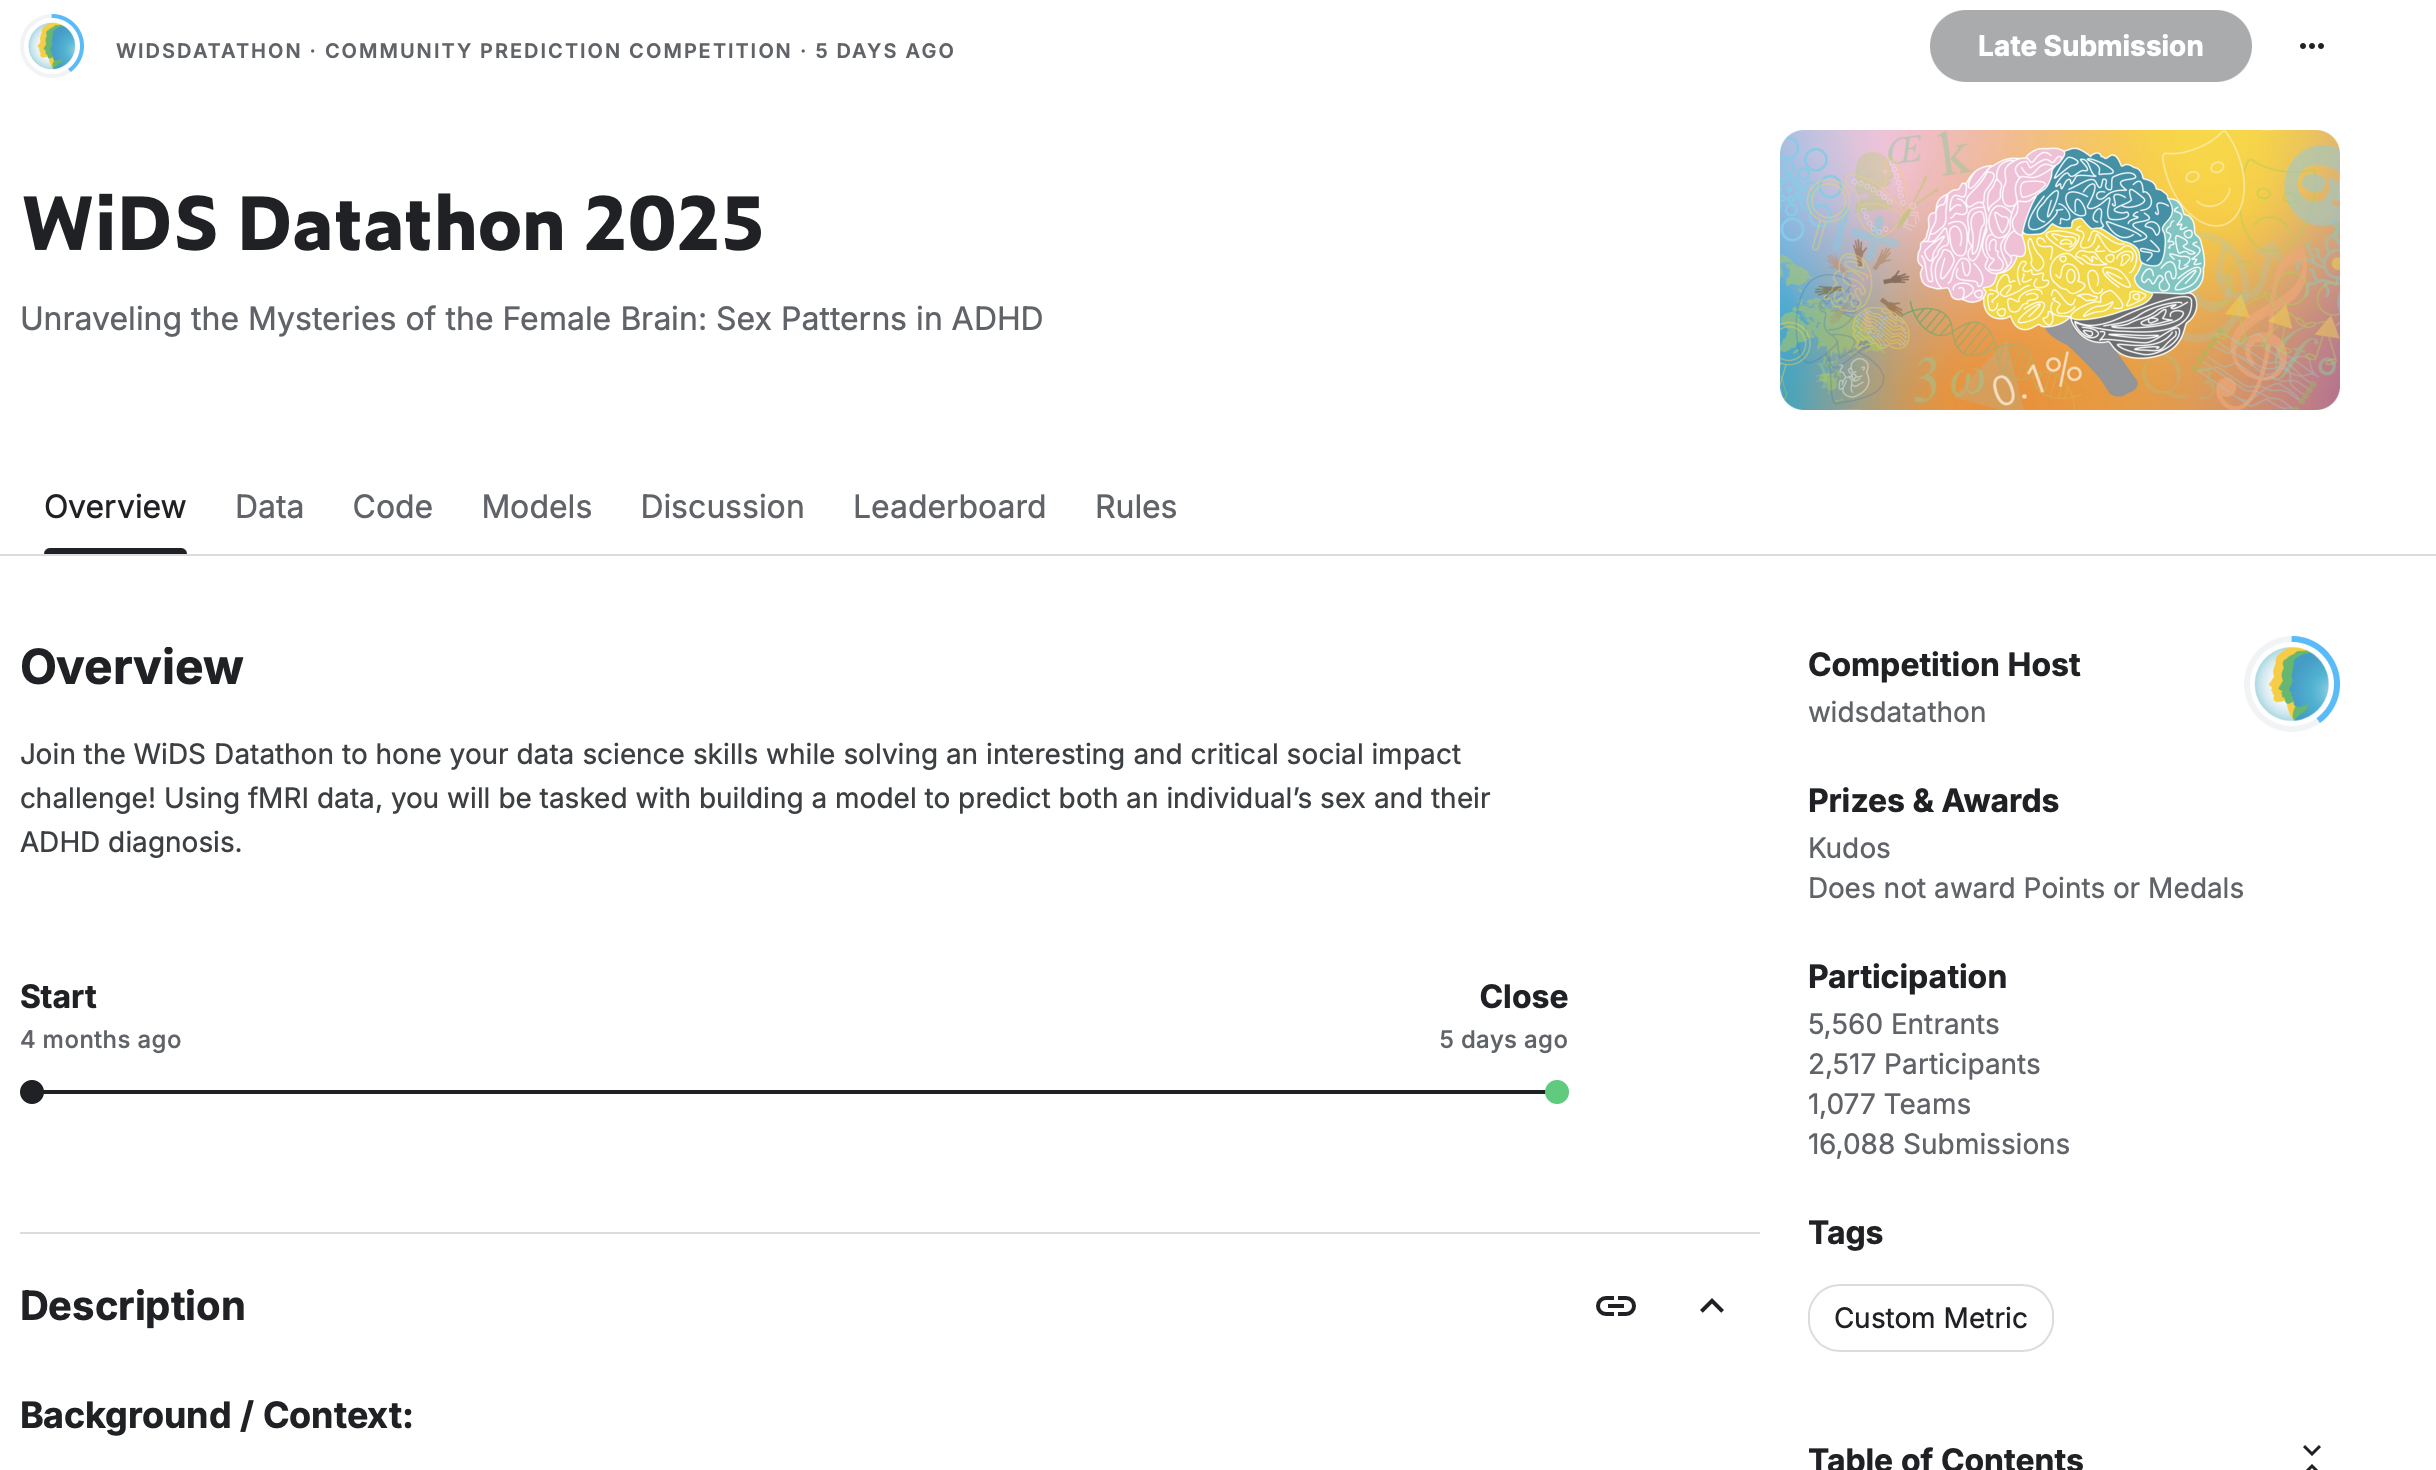 WIDSDATATHON · COMMUNITY PREDICTION COMPETITION · 5 DAYS AGO
Late Submission
WiDS Datathon 2025
Unraveling the Mysteries of the Female Brain: Sex Patterns in ADHD
Œ k
9
3 ω 0.1%
Overview Data Code Models Discussion Leaderboard Rules
Overview
Join the WiDS Datathon to hone your data science skills while solving an interesting and critical social impact
challenge! Using fMRI data, you will be tasked with building a model to predict both an individual’s sex and their
ADHD diagnosis.
Start
4 months ago
Close
5 days ago
Description
Background / Context:
Competition Host
widsdatathon
Prizes & Awards
Kudos
Does not award Points or Medals
Participation
5,560 Entrants
2,517 Participants
1,077 Teams
16,088 Submissions
Tags
Custom Metric
Table of Contents